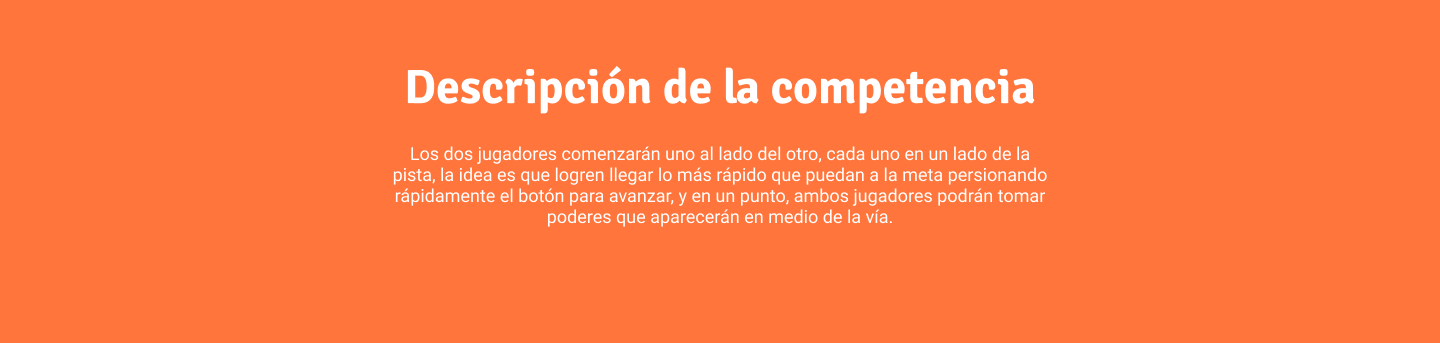 Descripción de la competencia
Los dos jugadores comenzarán uno al lado del otro, cada uno en un lado de la
pista, la idea es que logren llegar lo más rápido que puedan a la meta persionando
rápidamente el botón para avanzar, y en un punto, ambos jugadores podrán tomar
poderes que aparecerán en medio de la vía.